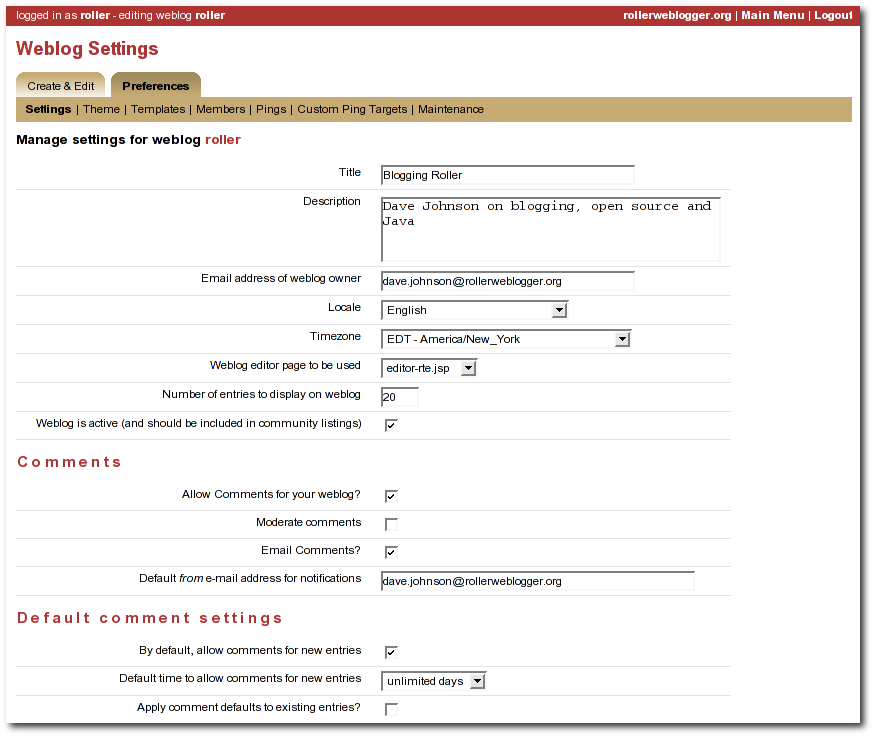 logged in as roller - editing weblog roller
rollerweblogger.org | Main Menu | Logout
Weblog Settings
Create & Edit
Preferences
Settings | Theme | Templates | Members | Pings | Custom Ping Targets | Maintenance
Manage settings for weblog roller
Title
Blogging Roller
Description
Dave Johnson on blogging, open source and
Java
Email address of weblog owner
dave.johnson@rollerweblogger.org
Locale
English
Timezone
EDT - America/New_York
Weblog editor page to be used
editor-rte.jsp
Number of entries to display on weblog
20
Weblog is active (and should be included in community listings)
Comments
Allow Comments for your weblog?
Moderate comments
Email Comments?
Default from e-mail address for notifications
dave.johnson@rollerweblogger.org
Default comment settings
By default, allow comments for new entries
Default time to allow comments for new entries
unlimited days
Apply comment defaults to existing entries?